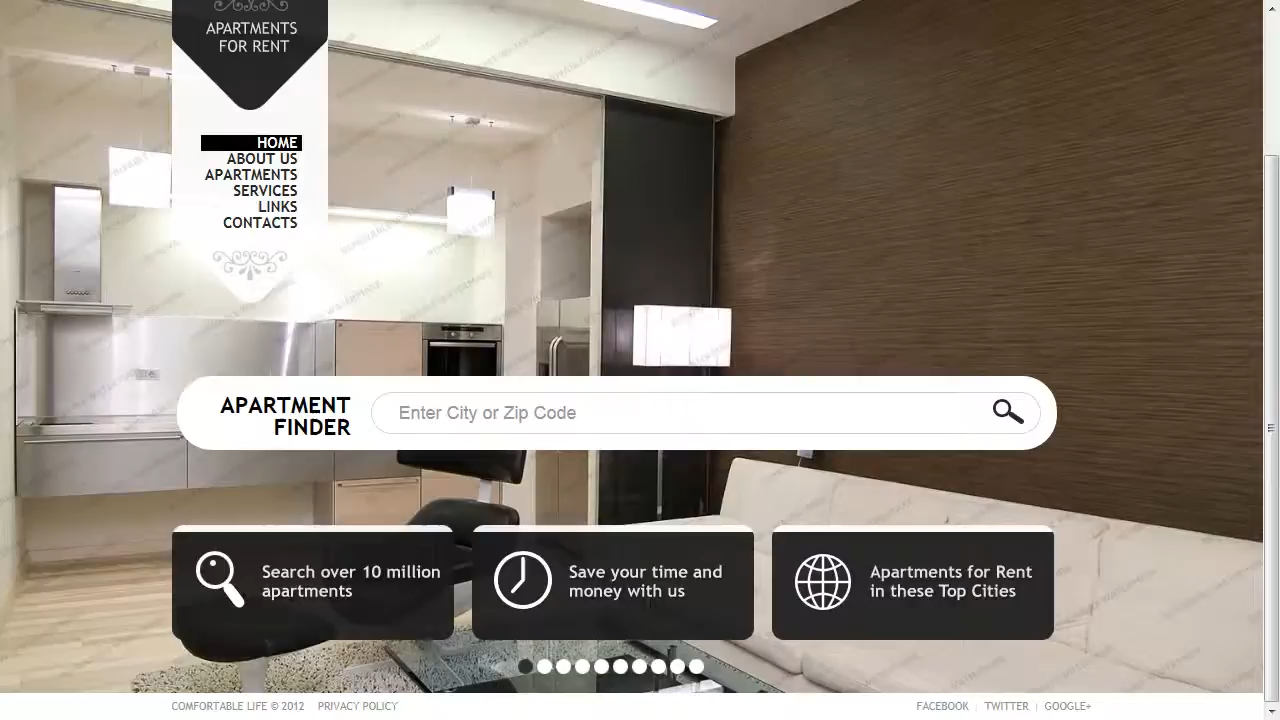 APARTMENTS
FOR RENT
HOME
ABOUT US
APARTMENTS
SERVICES
LINKS
CONTACTS
APARTMENT
FINDER
Enter City or Zip Code
Search over 10 million
apartments
Save your time and
money with us
Apartments for Rent
in these Top Cities
COMFORTABLE LIFE © 2012 PRIVACY POLICY
FACEBOOK | TWITTER | GOOGLE+